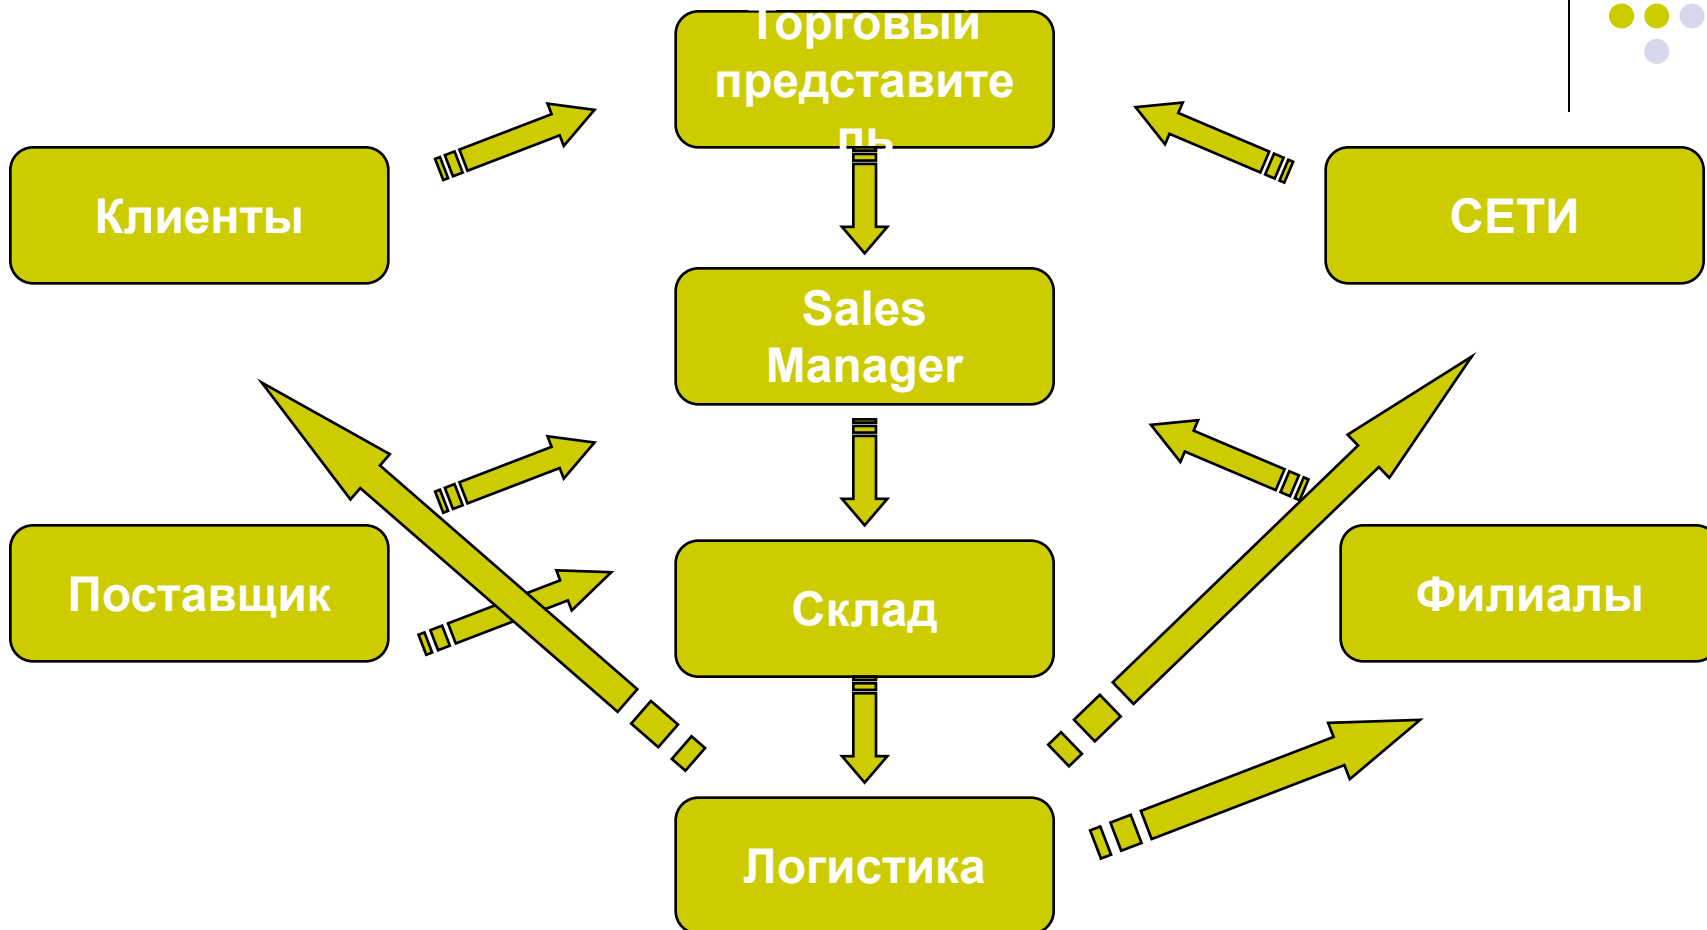 Торговый
представите
ль
Клиенты
СЕТИ
Sales
Manager
Поставщик
Склад
Филиалы
Логистика